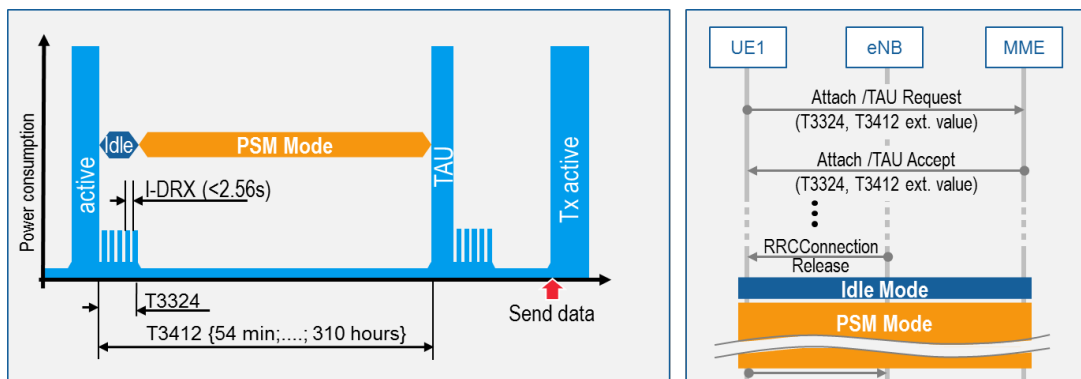 Power consumption
active
Idle
PSM Mode
TAU
Tx active
I-DRX (<2.56s)
T3324
Send data
T3412 {54 min;....; 310 hours}
UE1
eNB
MME
Attach /TAU Request
(T3324, T3412 ext. value)
Attach /TAU Accept
(T3324, T3412 ext. value)
RRCConnection
Release
Idle Mode
PSM Mode